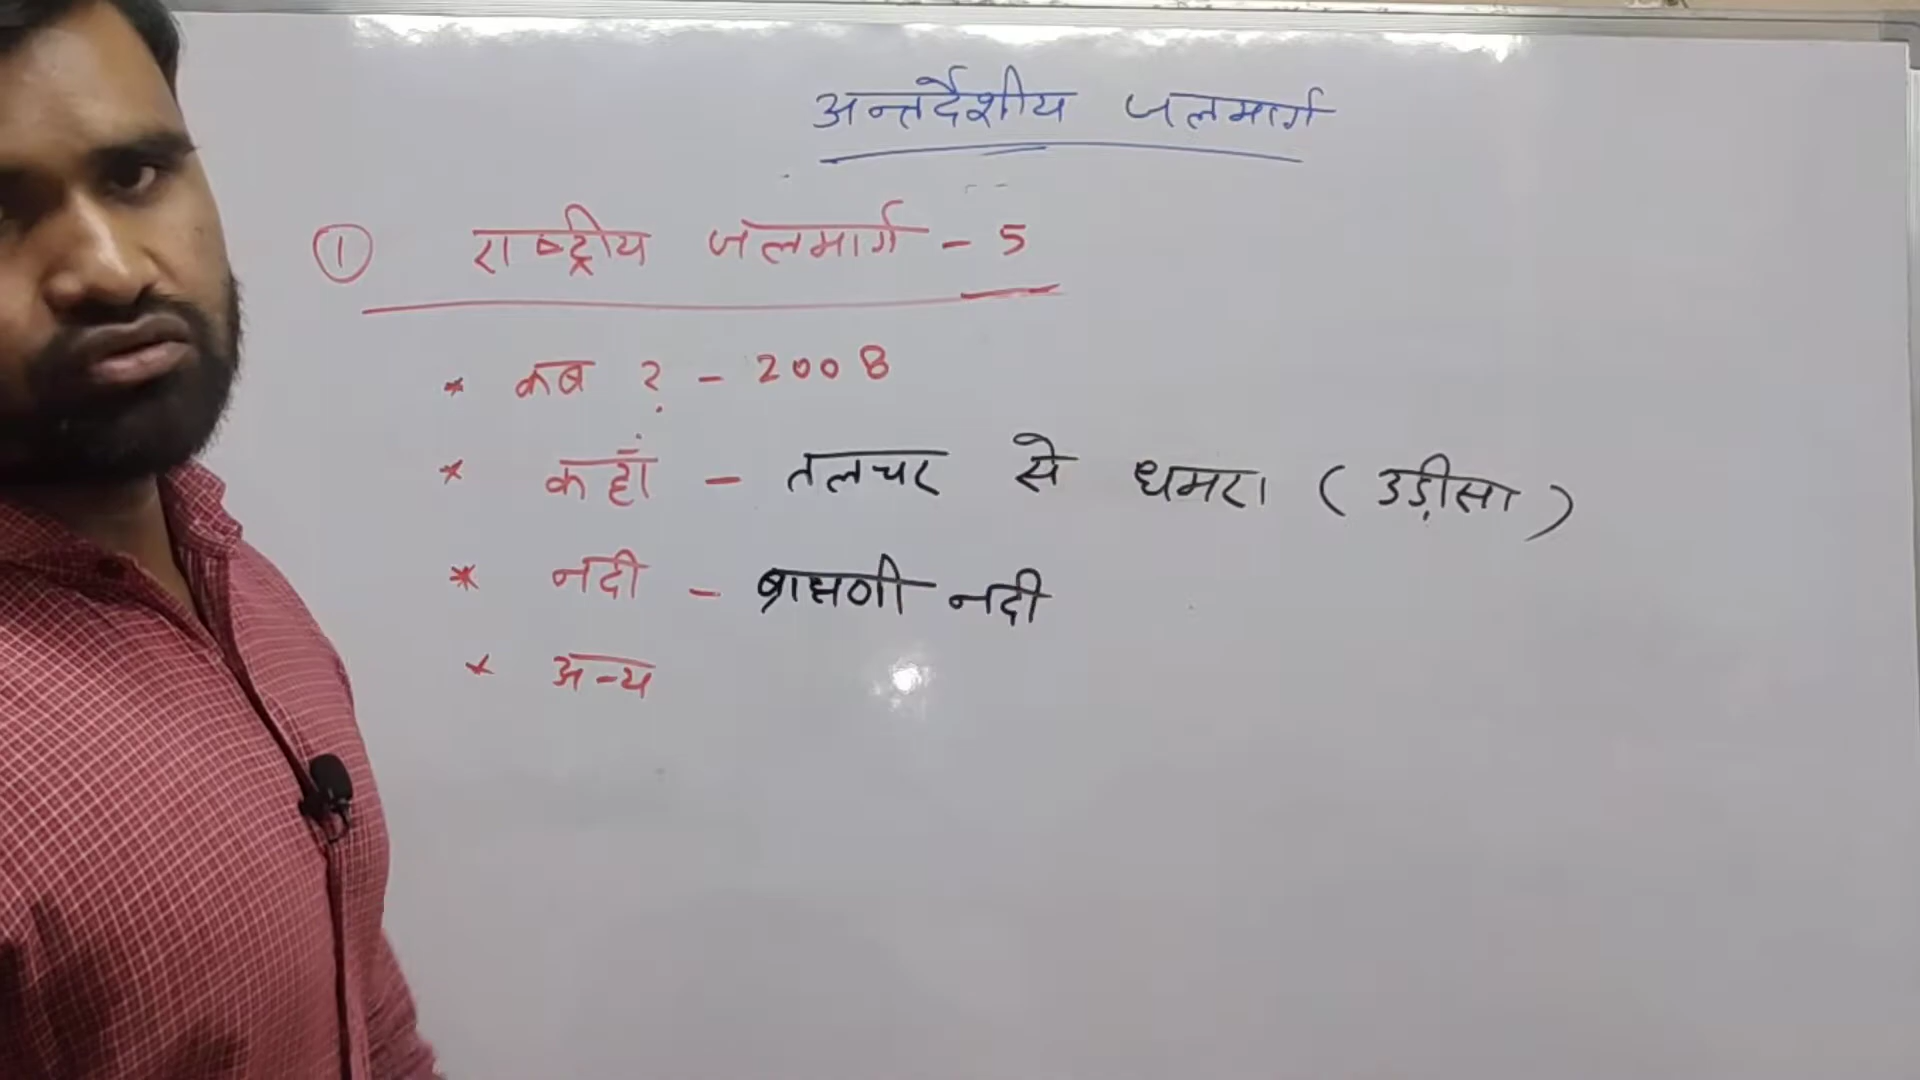 अन्तर्देशीय जलमार्ग
① राष्ट्रीय जलमार्ग - 5
* कब ? - 2008
* कहाँ - तलचर से धमरा ( उड़ीसा )
* नदी - ब्राह्मणी नदी
* अन्य